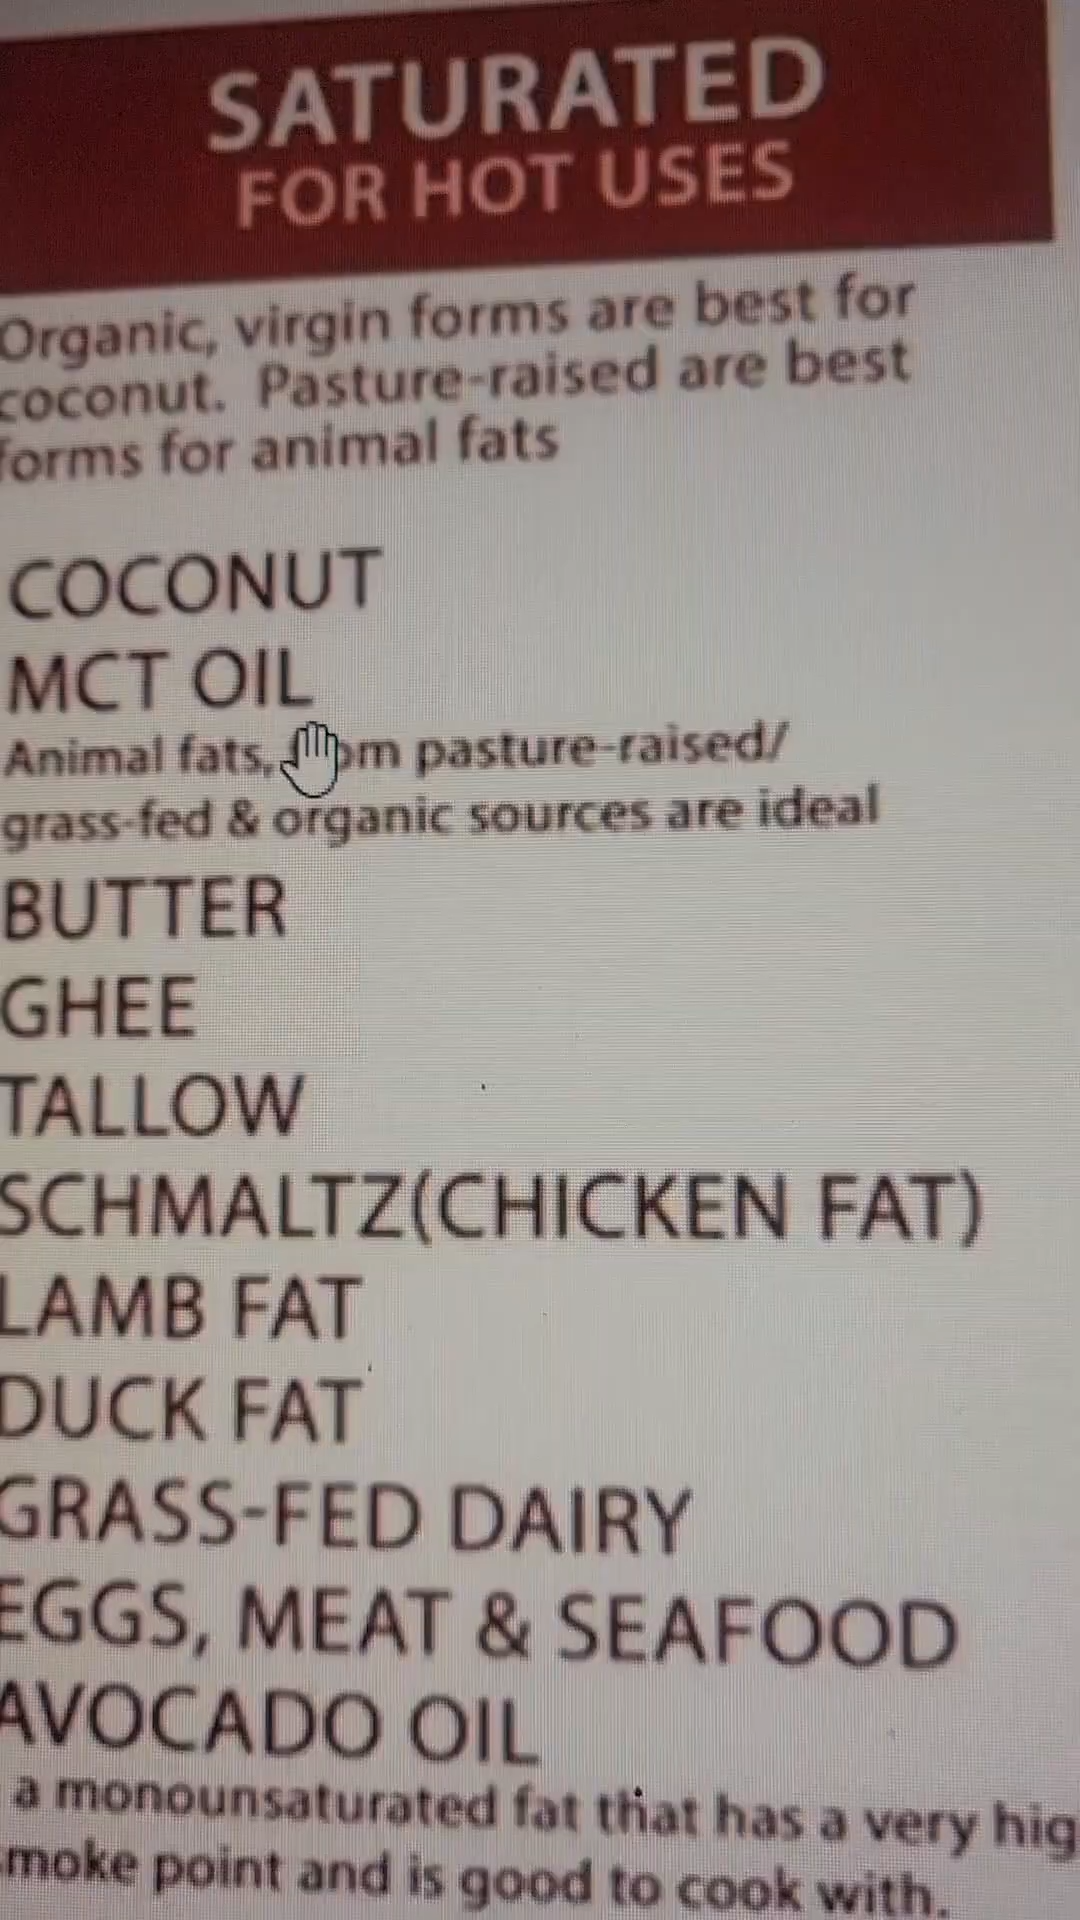 SATURATED
FOR HOT USES
Organic, virgin forms are best for
coconut. Pasture-raised are best
forms for animal fats
COCONUT
MCT OIL
Animal fats, pasture-raised/
grass-fed & organic sources are ideal
BUTTER
GHEE
TALLOW
SCHMALTZ(CHICKEN FAT)
LAMB FAT
DUCK FAT
GRASS-FED DAIRY
EGGS, MEAT & SEAFOOD
AVOCADO OIL
a monounsaturated fat that has a very hig
moke point and is good to cook with.